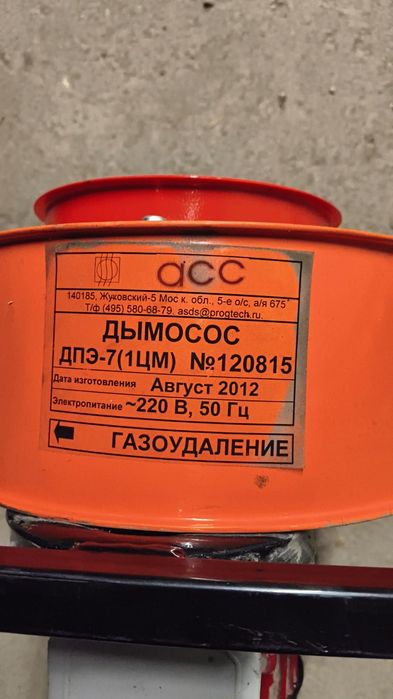 acc
140185, Жуковский-5 Мос к. обл., 5-е о/с, а/я 675
Т/ф (495) 580-68-79. asds@progtech.ru.
ДЫМОСОС
ДПЭ-7(1ЦМ) №120815
Дата изготовления Август 2012
Электропитание ~220 В, 50 Гц
ГАЗОУДАЛЕНИЕ